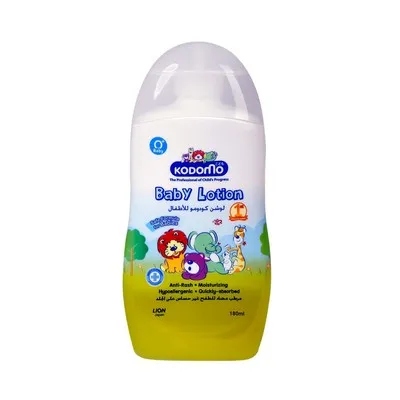 Baby
KODOMO
The Professional of Child's Progress
Baby Lotion
لوشن كودومو للأطفال
Anti-Rash • Moisturizing
Hypoallergenic • Quickly-absorbed
LION
190ml